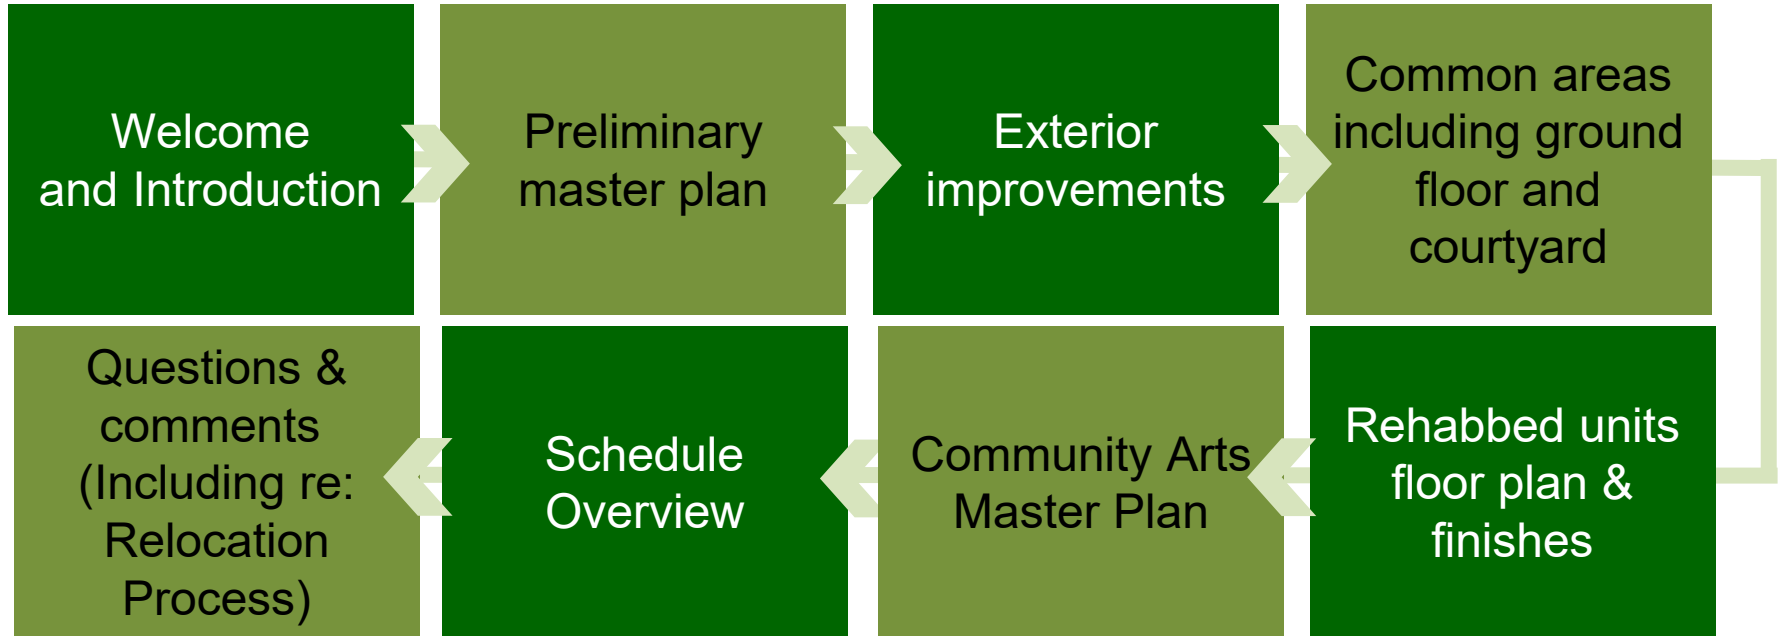 Welcome
and Introduction
Preliminary
master plan
Exterior
improvements
Common areas
including ground
floor and
courtyard
Rehabbed units
floor plan &
finishes
Community Arts
Master Plan
Schedule
Overview
Questions &
comments
(Including re:
Relocation
Process)